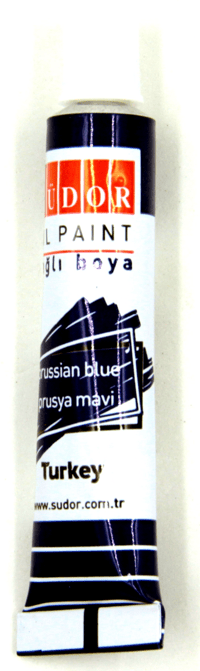 ÜDOR
L PAINT
ğlı boya
russian blue
prusya mavi
Turkey
www.sudor.com.tr